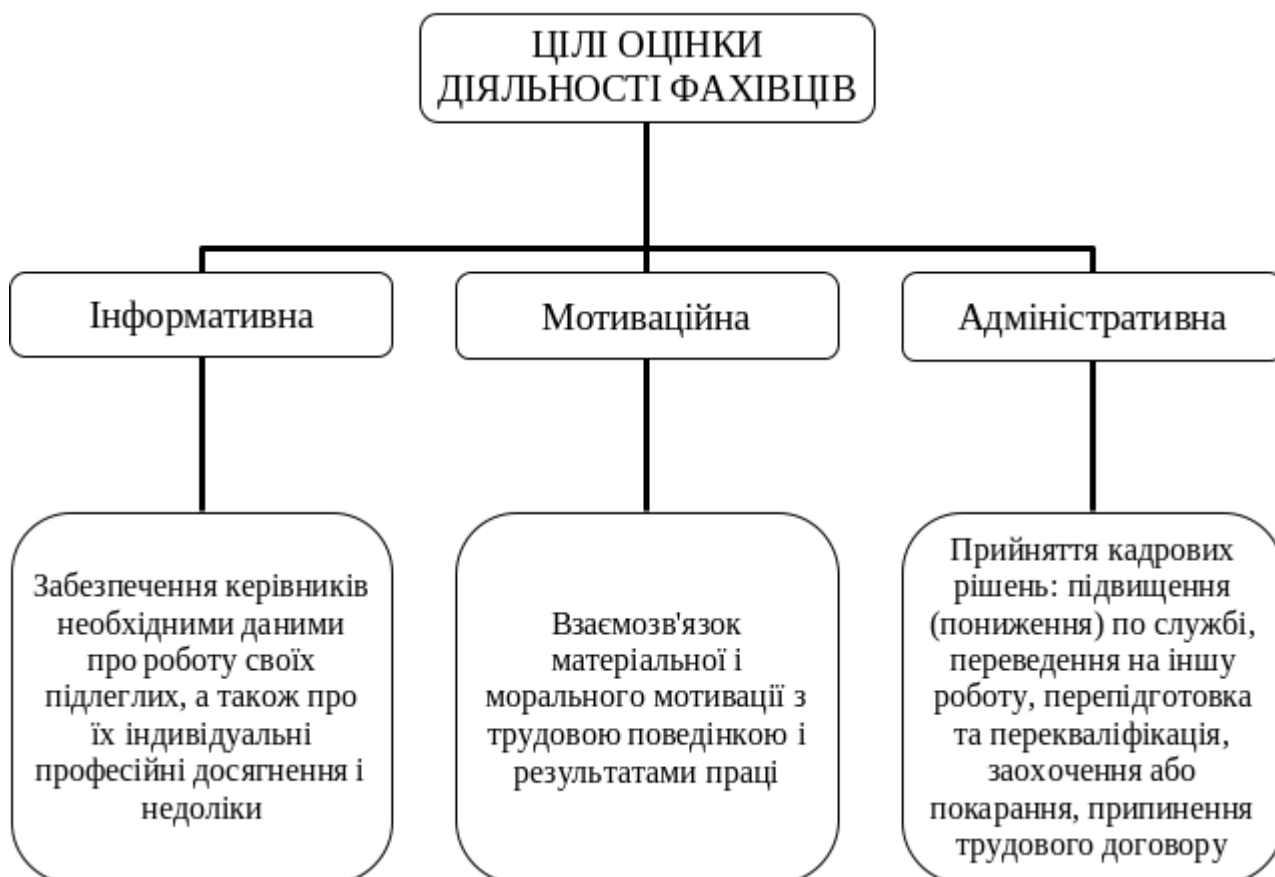 ЦІЛІ ОЦІНКИ
ДІЯЛЬНОСТІ ФАХІВЦІВ
Інформативна
Мотиваційна
Адміністративна
Забезпечення керівників
необхідними даними
про роботу своїх
підлеглих, а також про
їх індивідуальні
професійні досягнення і
недоліки
Взаємозв'язок
матеріальної і
морального мотивації з
трудовою поведінкою і
результатами праці
Прийняття кадрових
рішень: підвищення
(пониження) по службі,
переведення на іншу
роботу, перепідготовка
та перекваліфікація,
заохочення або
покарання, припинення
трудового договору